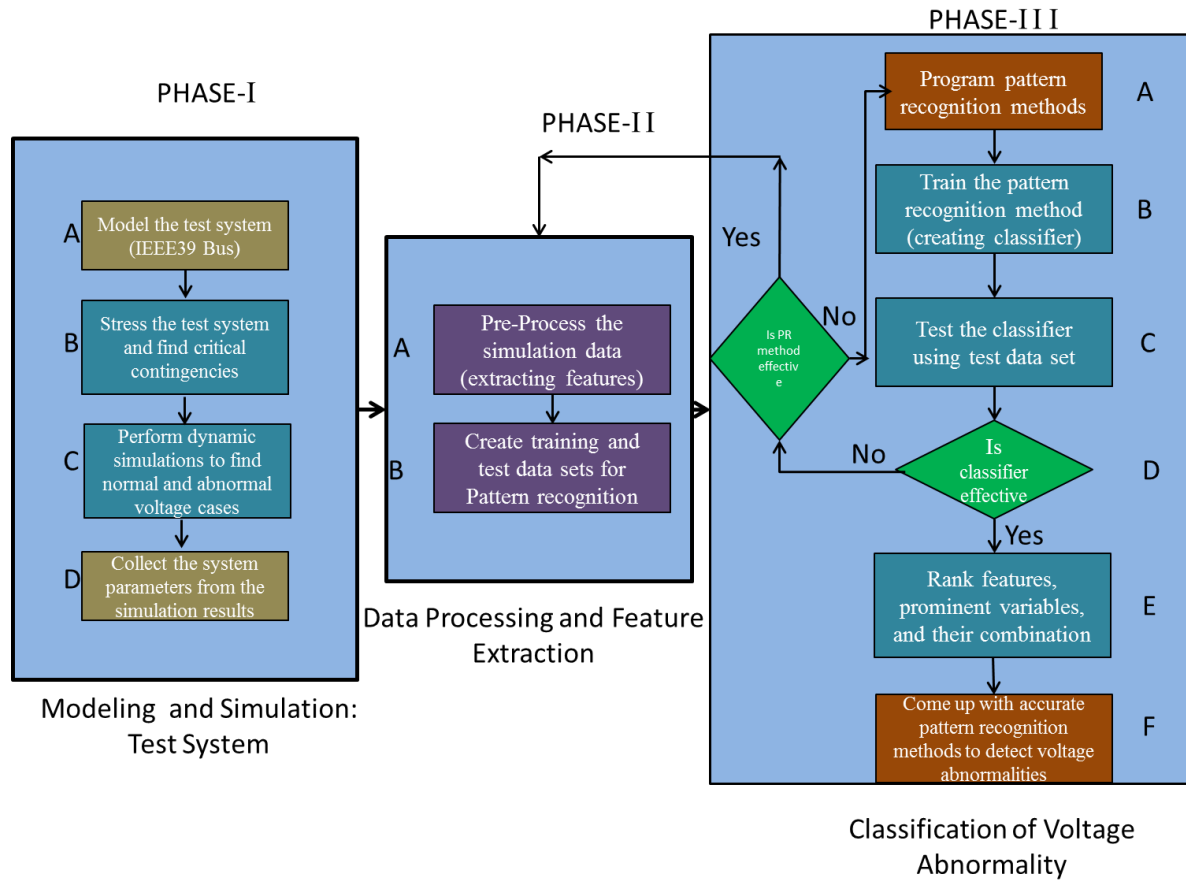 PHASE-I
A
Model the test system
(IEEE39 Bus)
B
Stress the test system
and find critical
contingencies
C
Perform dynamic
simulations to find
normal and abnormal
voltage cases
D
Collect the system
parameters from the
simulation results
Modeling and Simulation:
Test System
PHASE-II
A
Pre-Process the
simulation data
(extracting features)
B
Create training and
test data sets for
Pattern recognition
Data Processing and Feature
Extraction
PHASE-III
Yes
Is PR
method
effectiv
e
No
Program pattern
recognition methods
A
Train the pattern
recognition method
(creating classifier)
B
Test the classifier
using test data set
C
No
Is
classifier
effective
D
Yes
Rank features,
prominent variables,
and their combination
E
Come up with accurate
pattern recognition
methods to detect voltage
abnormalities
F
Classification of Voltage
Abnormality